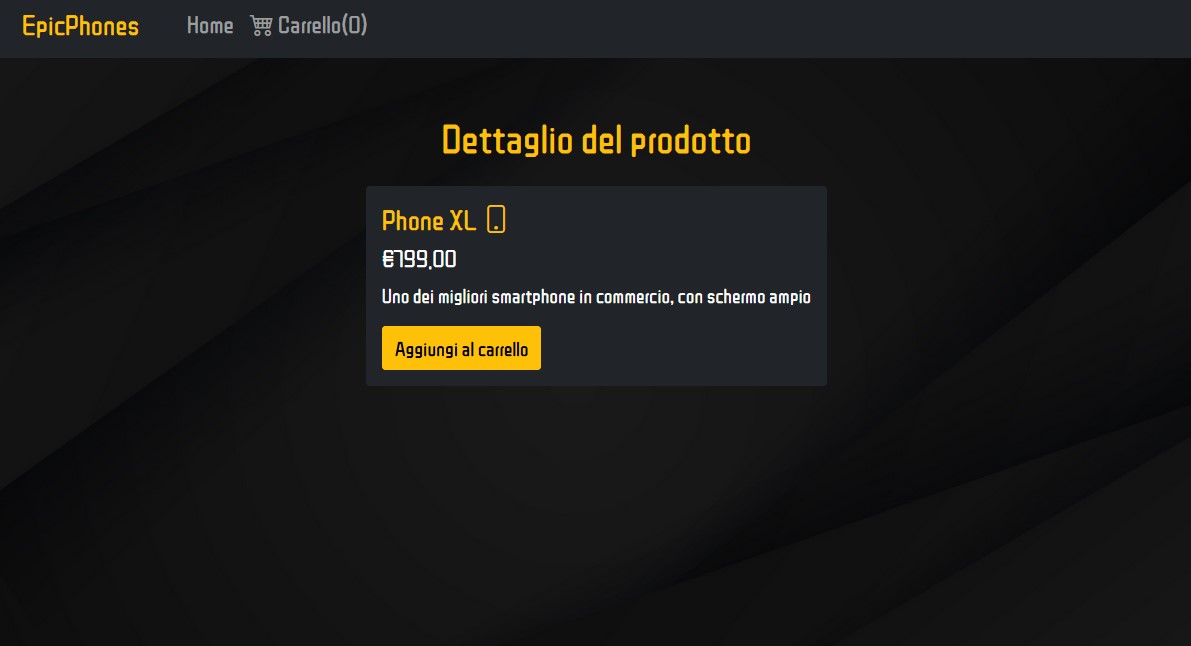 EpicPhones Home Carrello(0)
Dettaglio del prodotto
Phone XL
€799,00
Uno dei migliori smartphone in commercio, con schermo ampio
Aggiungi al carrello